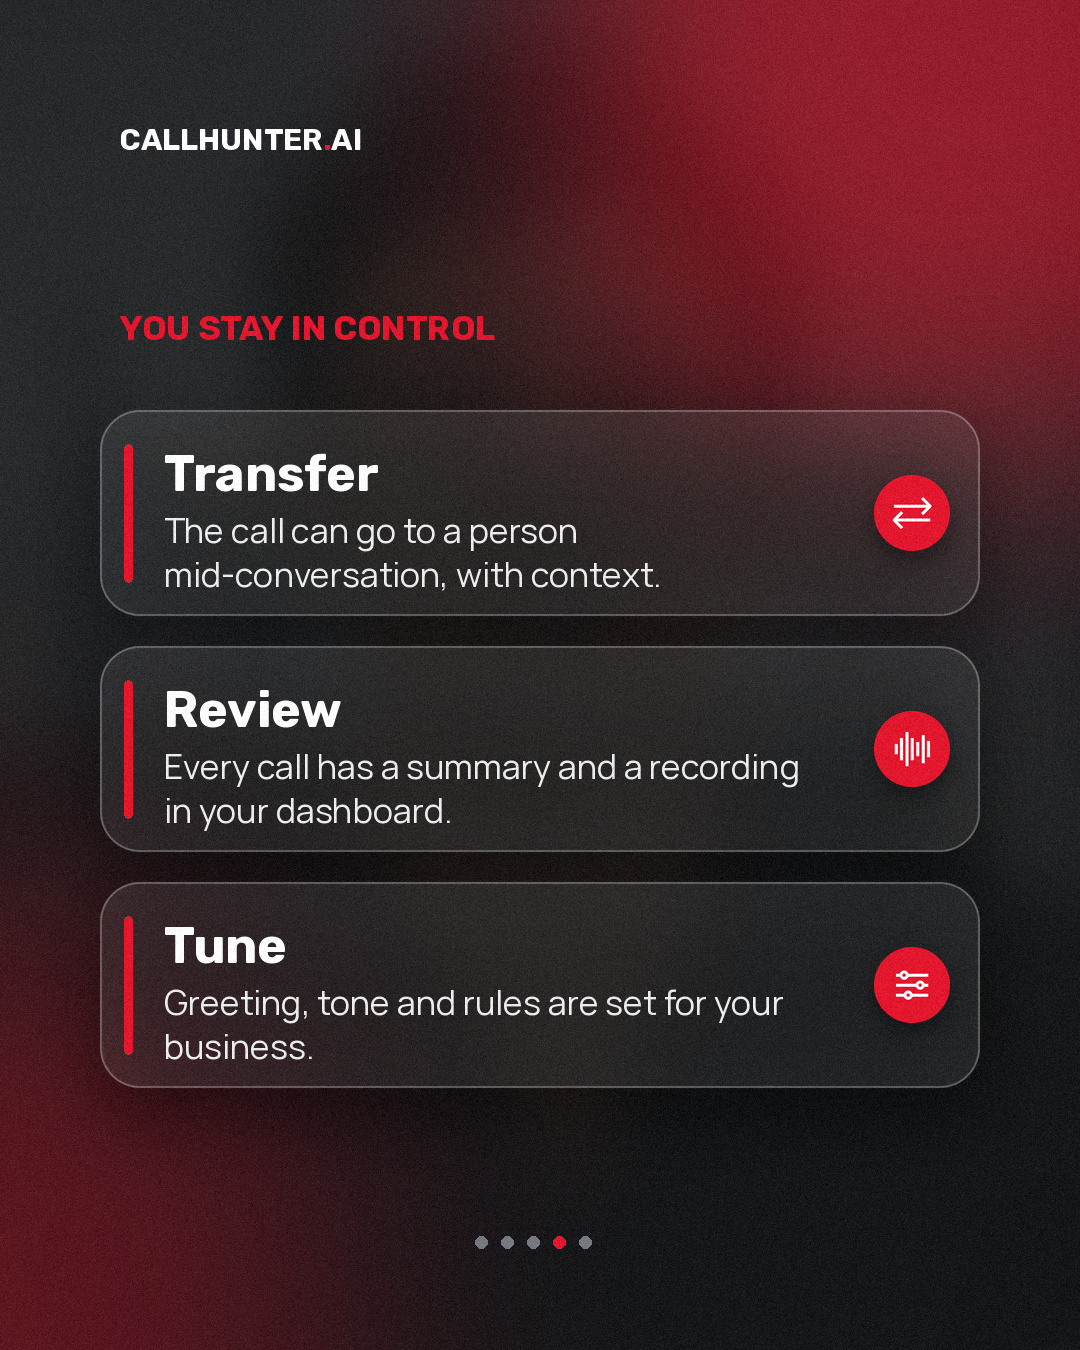 CALLHUNTER.AI
YOU STAY IN CONTROL
Transfer
The call can go to a person
mid-conversation, with context.
Review
Every call has a summary and a recording
in your dashboard.
Tune
Greeting, tone and rules are set for your
business.